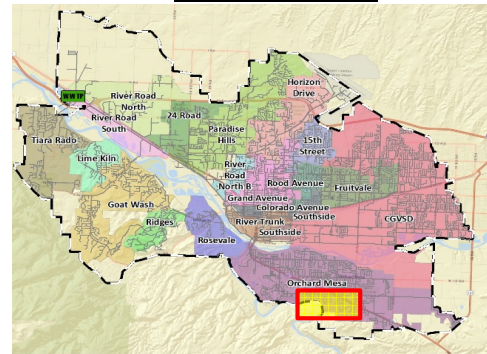 Horizon
Drive
WWTP
River Road
North
24 Road
River Road
South
Paradise
Hills
15th
Street
Tiara Rado
Lime Kiln
River
Road
North B
Rood Avenue
Fruitvale
Grand Avenue
Goat Wash
Colorado Avenue
Southside
CGVSD
Ridges
River Trunk
Southside
Rosevale
Orchard Mesa